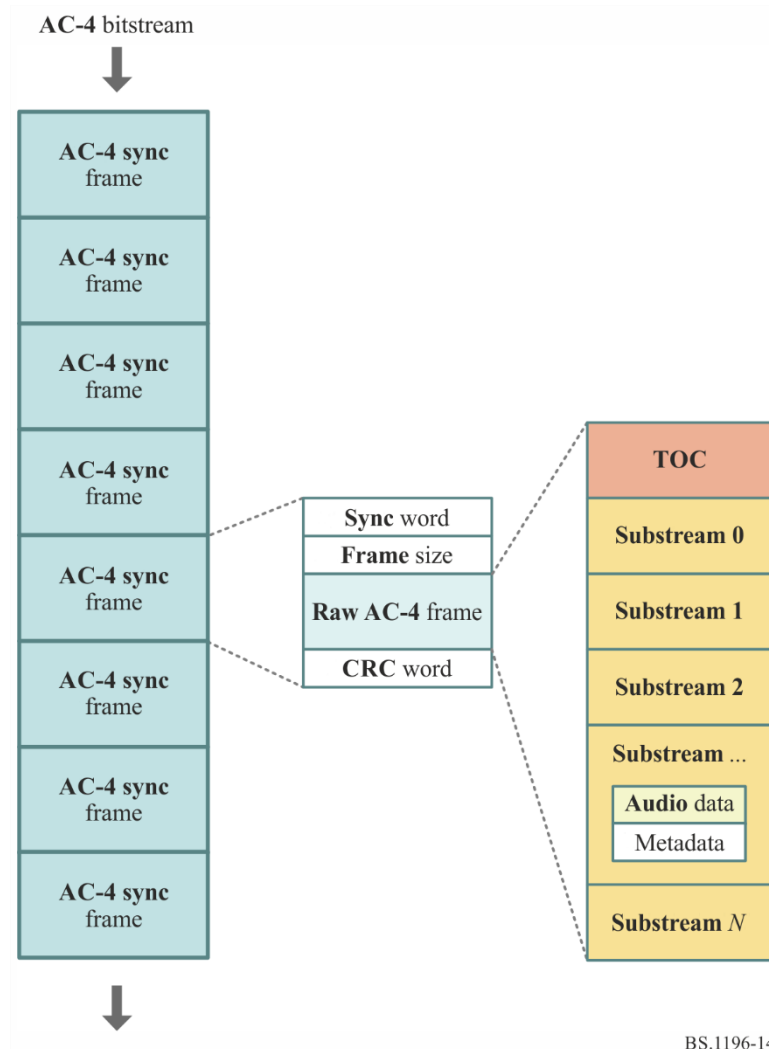 AC-4 bitstream
AC-4 sync
frame
AC-4 sync
frame
AC-4 sync
frame
AC-4 sync
frame
AC-4 sync
frame
AC-4 sync
frame
AC-4 sync
frame
AC-4 sync
frame
Sync word
Frame size
Raw AC-4 frame
CRC word
TOC
Substream 0
Substream 1
Substream 2
Substream ...
Audio data
Metadata
Substream N
BS.1196-14